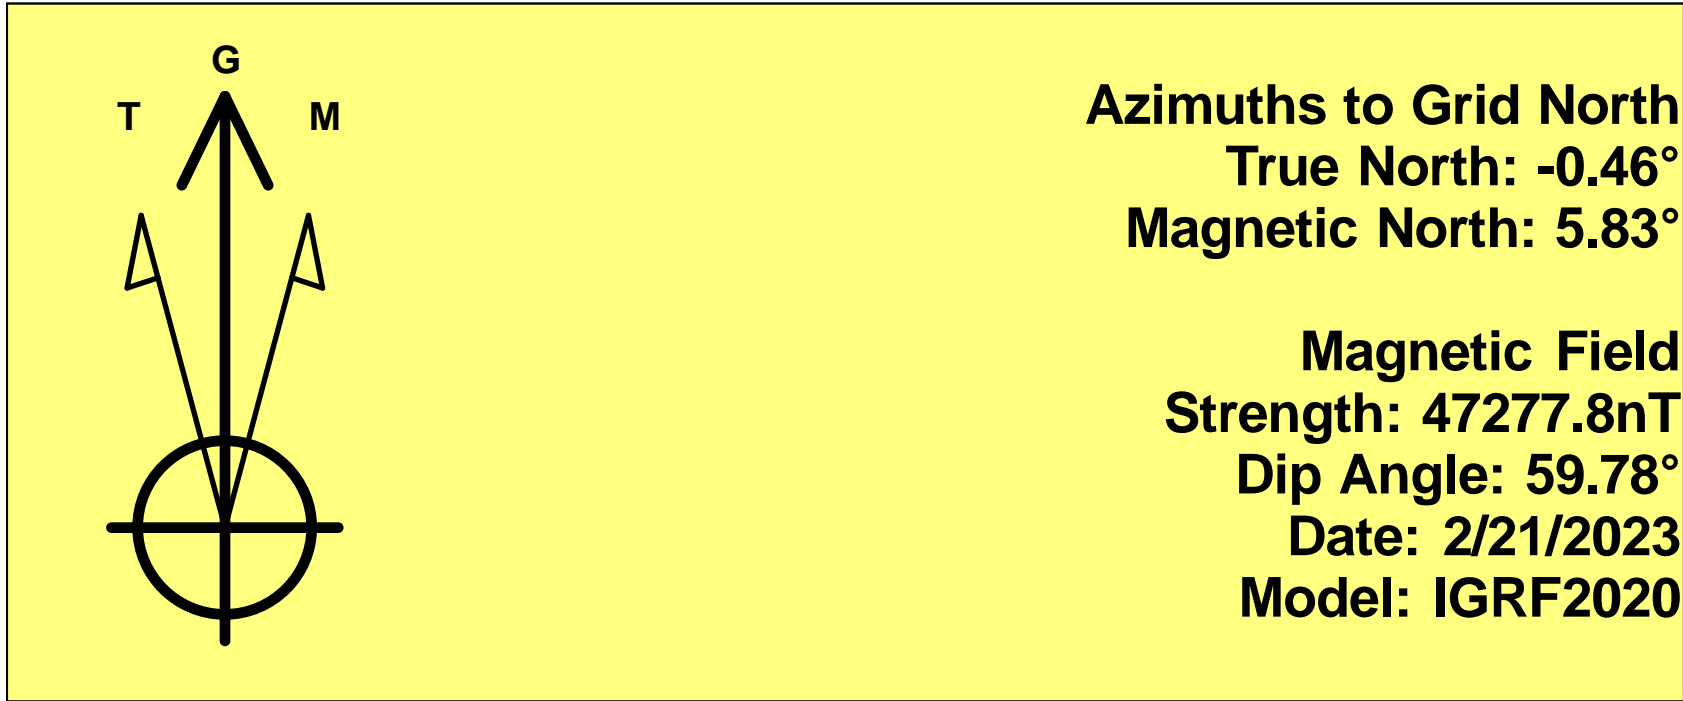 G
T M
Azimuths to Grid North
True North: -0.46°
Magnetic North: 5.83°
Magnetic Field
Strength: 47277.8nT
Dip Angle: 59.78°
Date: 2/21/2023
Model: IGRF2020